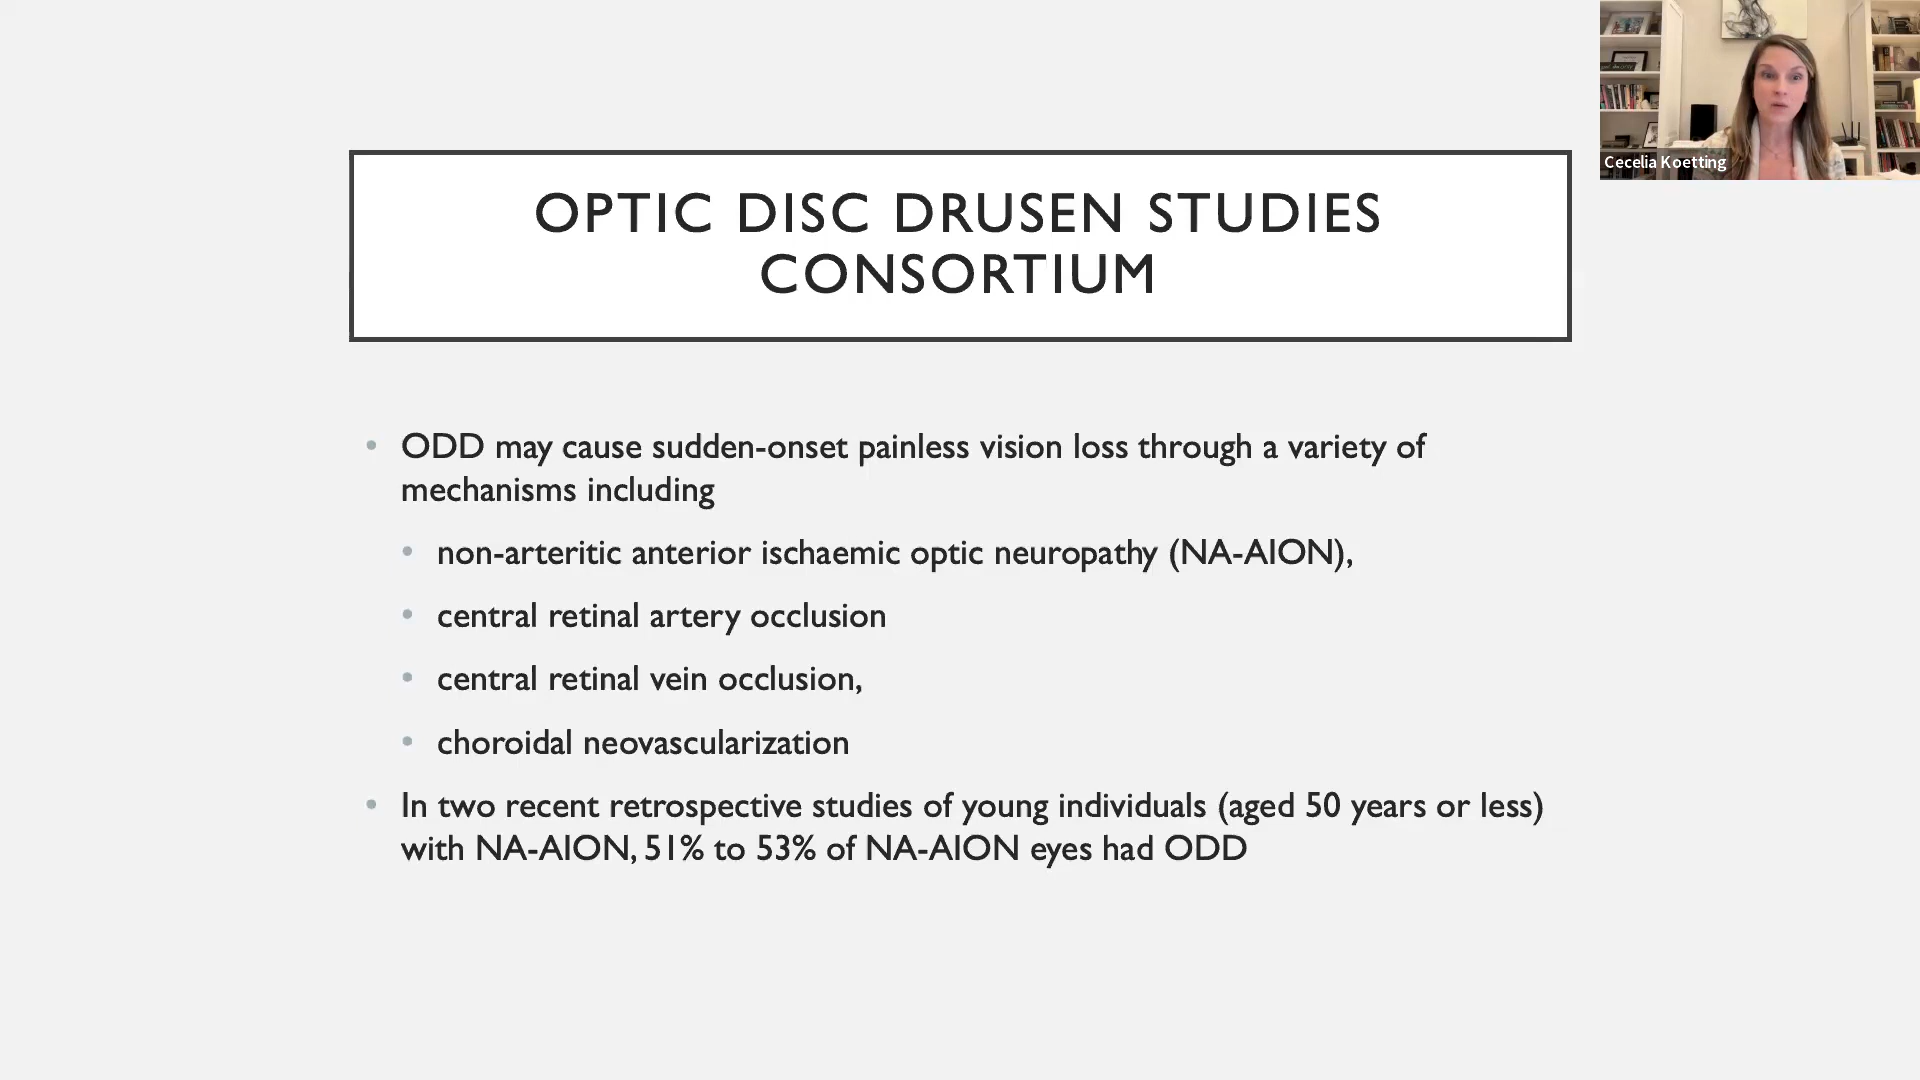 OPTIC DISC DRUSEN STUDIES
CONSORTIUM
Cecelia Koetting
• ODD may cause sudden-onset painless vision loss through a variety of
mechanisms including
• non-arteritic anterior ischaemic optic neuropathy (NA-AION),
• central retinal artery occlusion
• central retinal vein occlusion,
• choroidal neovascularization
• In two recent retrospective studies of young individuals (aged 50 years or less)
with NA-AION, 51% to 53% of NA-AION eyes had ODD